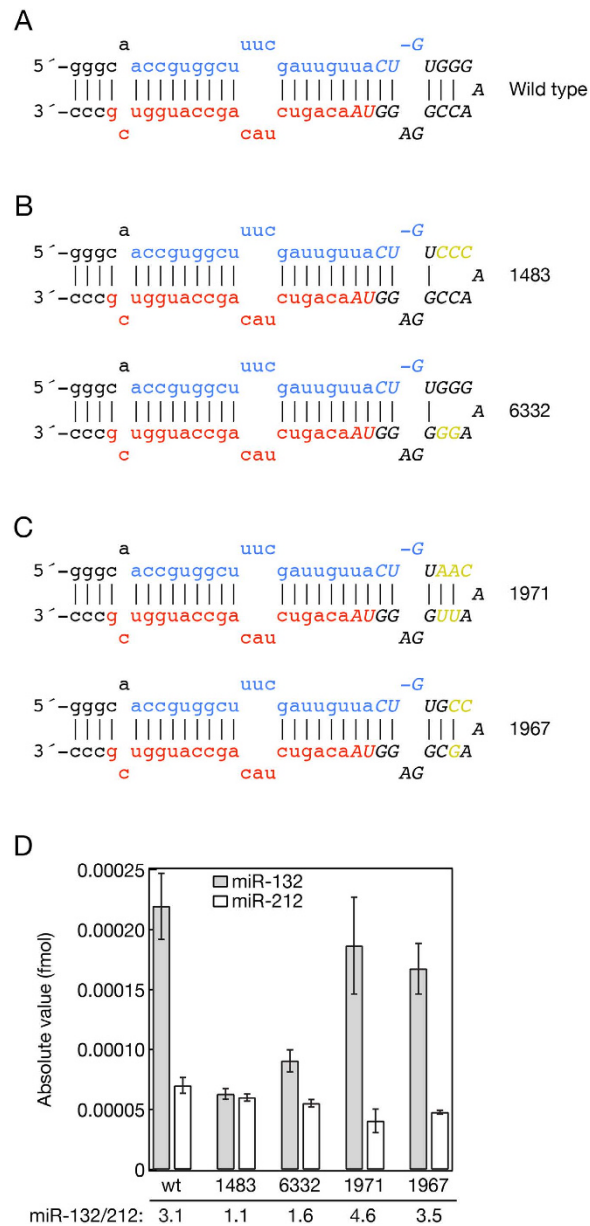 A
a uuc -G
5´-gggc accguggcu gauuguuaCU UGGG
A Wild type
3´-cccg ugguaccga cugacaAUGG GCCA
c cau AG
B
a uuc -G
5´-gggc accguggcu gauuguuaCU UCCC
A 1483
3´-cccg ugguaccga cugacaAUGG GCCA
c cau AG
a uuc -G
5´-gggc accguggcu gauuguuaCU UGGG
A 6332
3´-cccg ugguaccga cugacaAUGG GGGA
c cau AG
C
a uuc -G
5´-gggc accguggcu gauuguuaCU UAAC
A 1971
3´-cccg ugguaccga cugacaAUGG GUUA
c cau AG
a uuc -G
5´-gggc accguggcu gauuguuaCU UGCC
A 1967
3´-cccg ugguaccga cugacaAUGG GCGA
c cau AG
D
Absolute value (fmol)
0.00025
0.00020
0.00015
0.00010
0.00005
0
miR-132
miR-212
wt 1483 6332 1971 1967
miR-132/212: 3.1 1.1 1.6 4.6 3.5